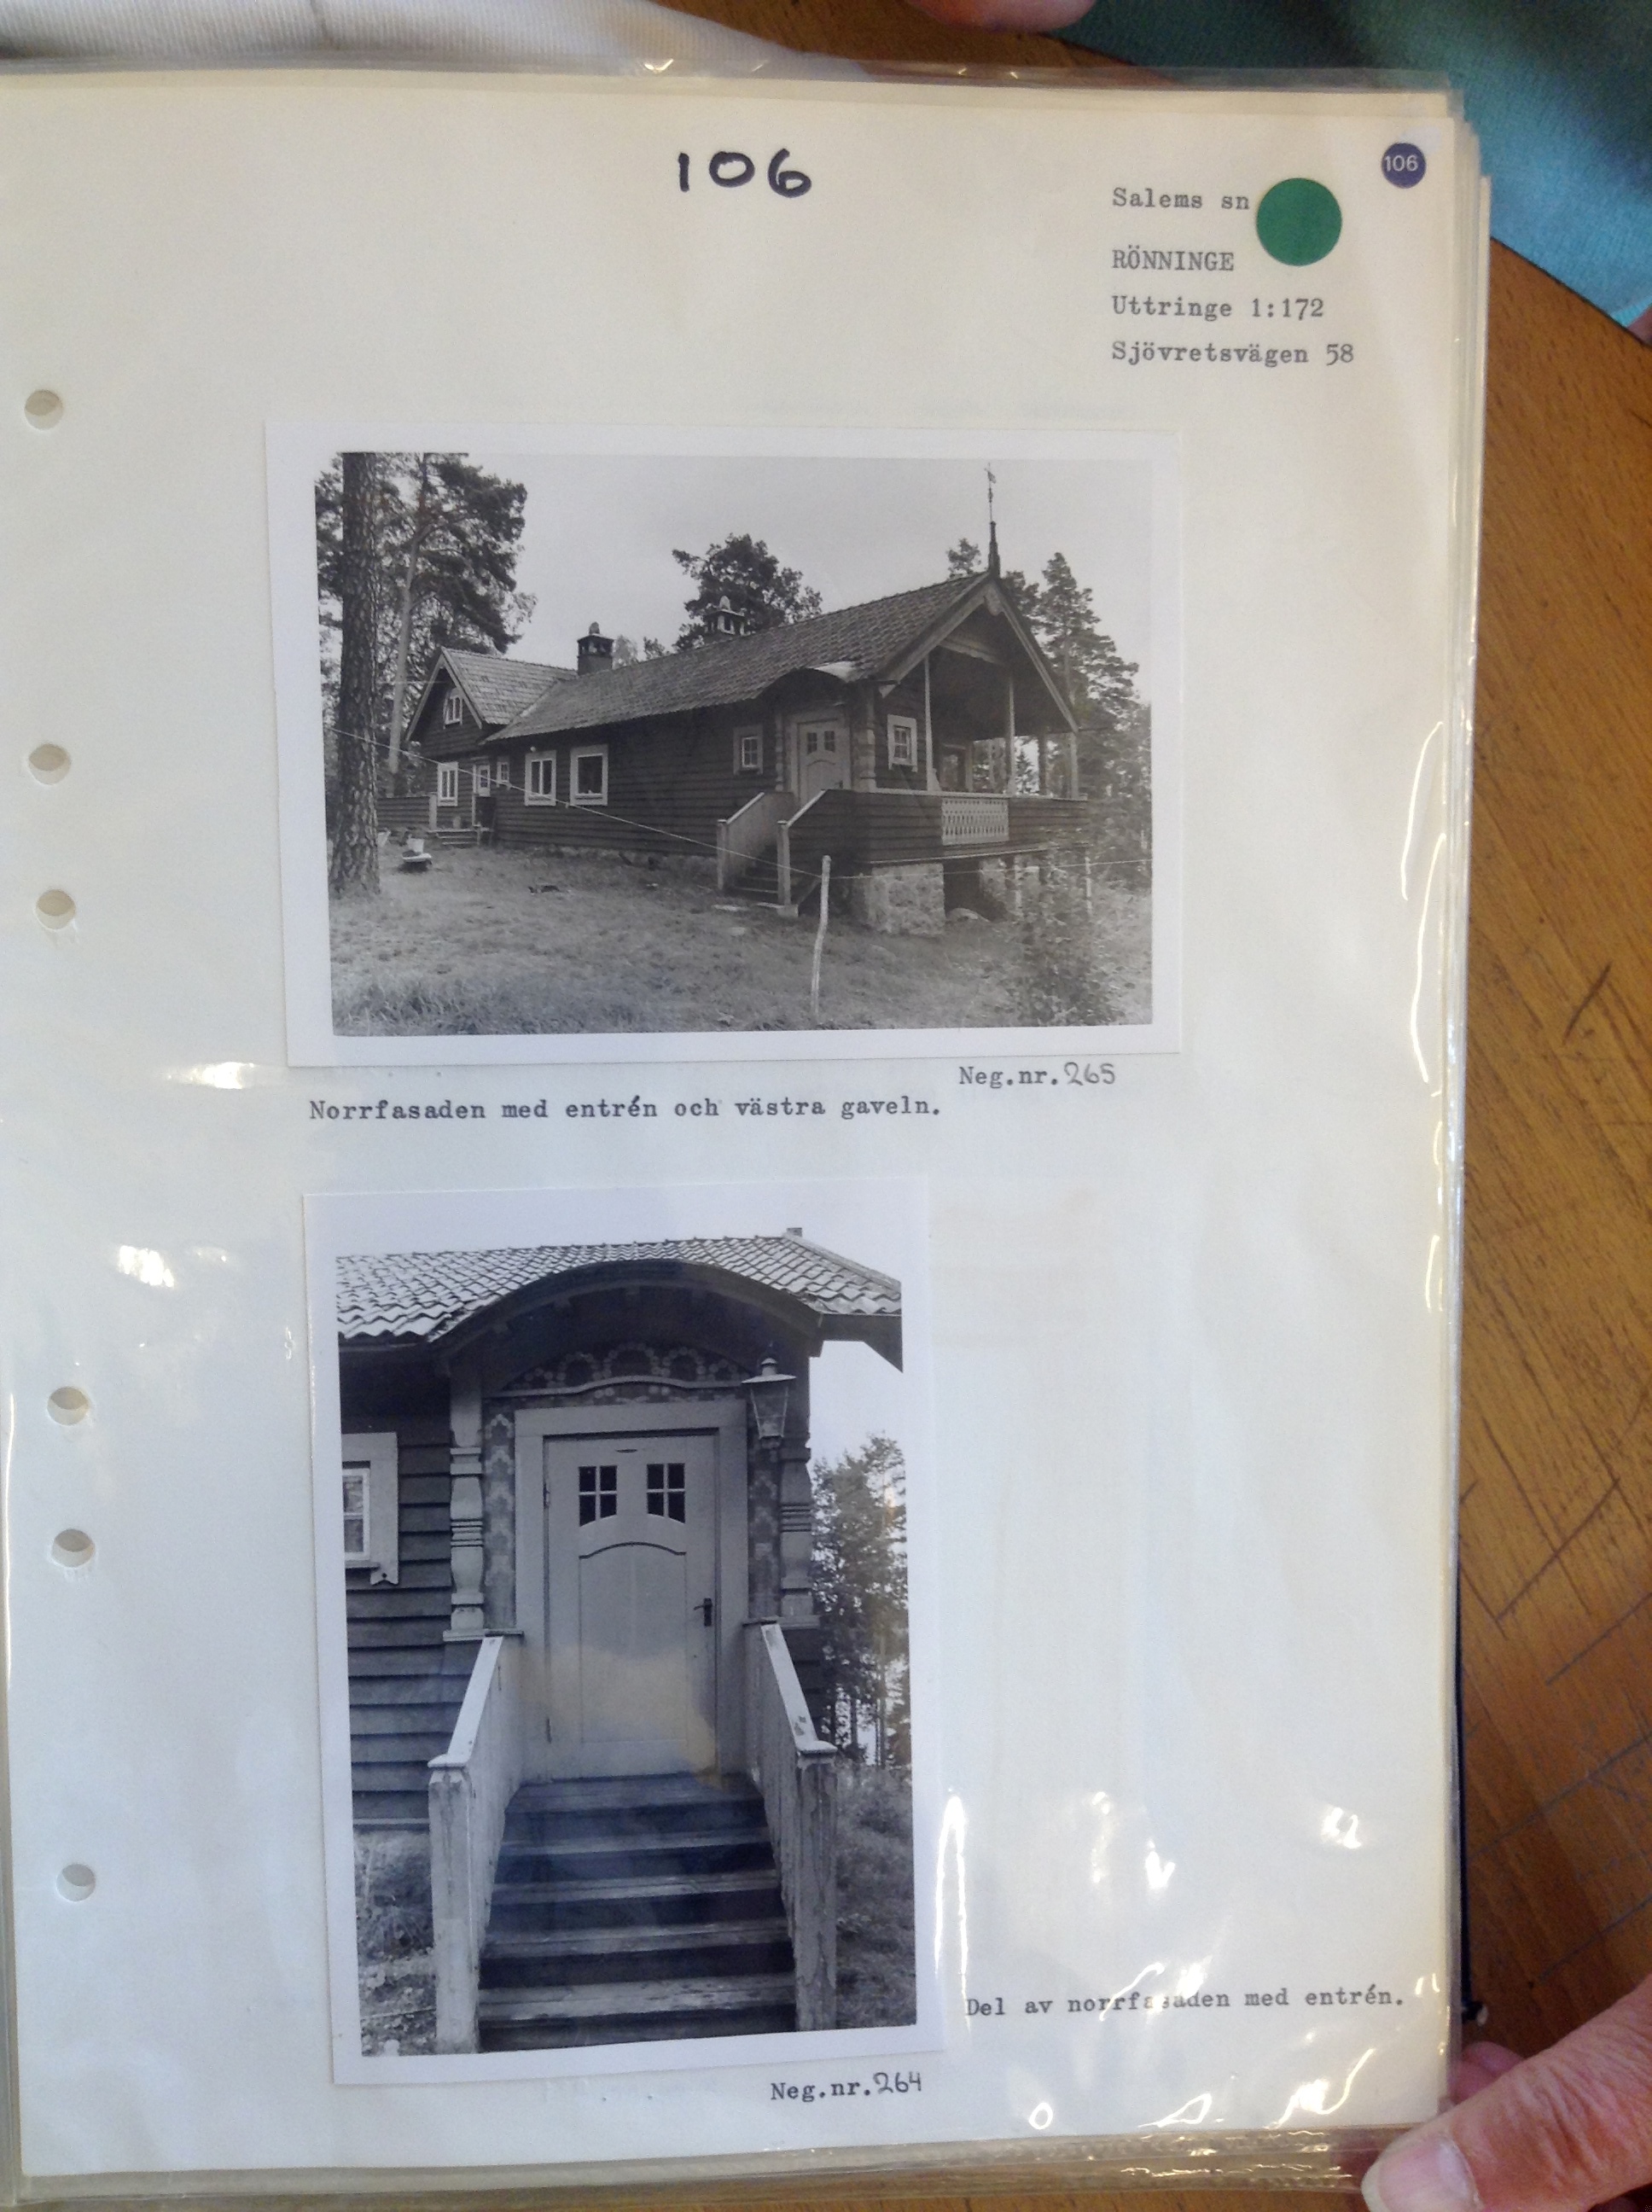 106
106
Salems sn
RÖNNINGE
Uttringe 1:172
Sjövretsvägen 58
Neg.nr.265
Norrfasaden med entrén och västra gaveln.
Del av norrfasaden med entrén.
Neg.nr.264